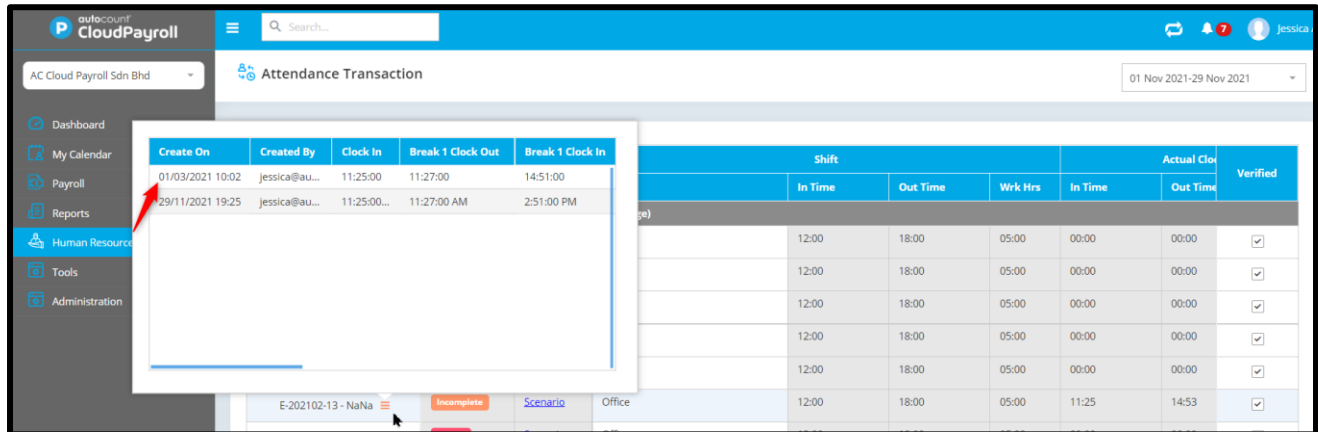 autocount
CloudPayroll
Search...
7
Jessica
AC Cloud Payroll Sdn Bhd
Attendance Transaction
01 Nov 2021-29 Nov 2021
Dashboard
My Calendar
Payroll
Reports
Human Resource
Tools
Administration
Create On Created By Clock In Break 1 Clock Out Break 1 Clock In
01/03/2021 10:02 jessica@au... 11:25:00 11:27:00 14:51:00
29/11/2021 19:25 jessica@au... 11:25:00... 11:27:00 AM 2:51:00 PM
Shift Actual Clo
In Time Out Time Wrk Hrs In Time Out Time Verified
ge)
12:00 18:00 05:00 00:00 00:00
12:00 18:00 05:00 00:00 00:00
12:00 18:00 05:00 00:00 00:00
12:00 18:00 05:00 00:00 00:00
12:00 18:00 05:00 00:00 00:00
E-202102-13 - NaNa Incomplete Scenario Office 12:00 18:00 05:00 11:25 14:53